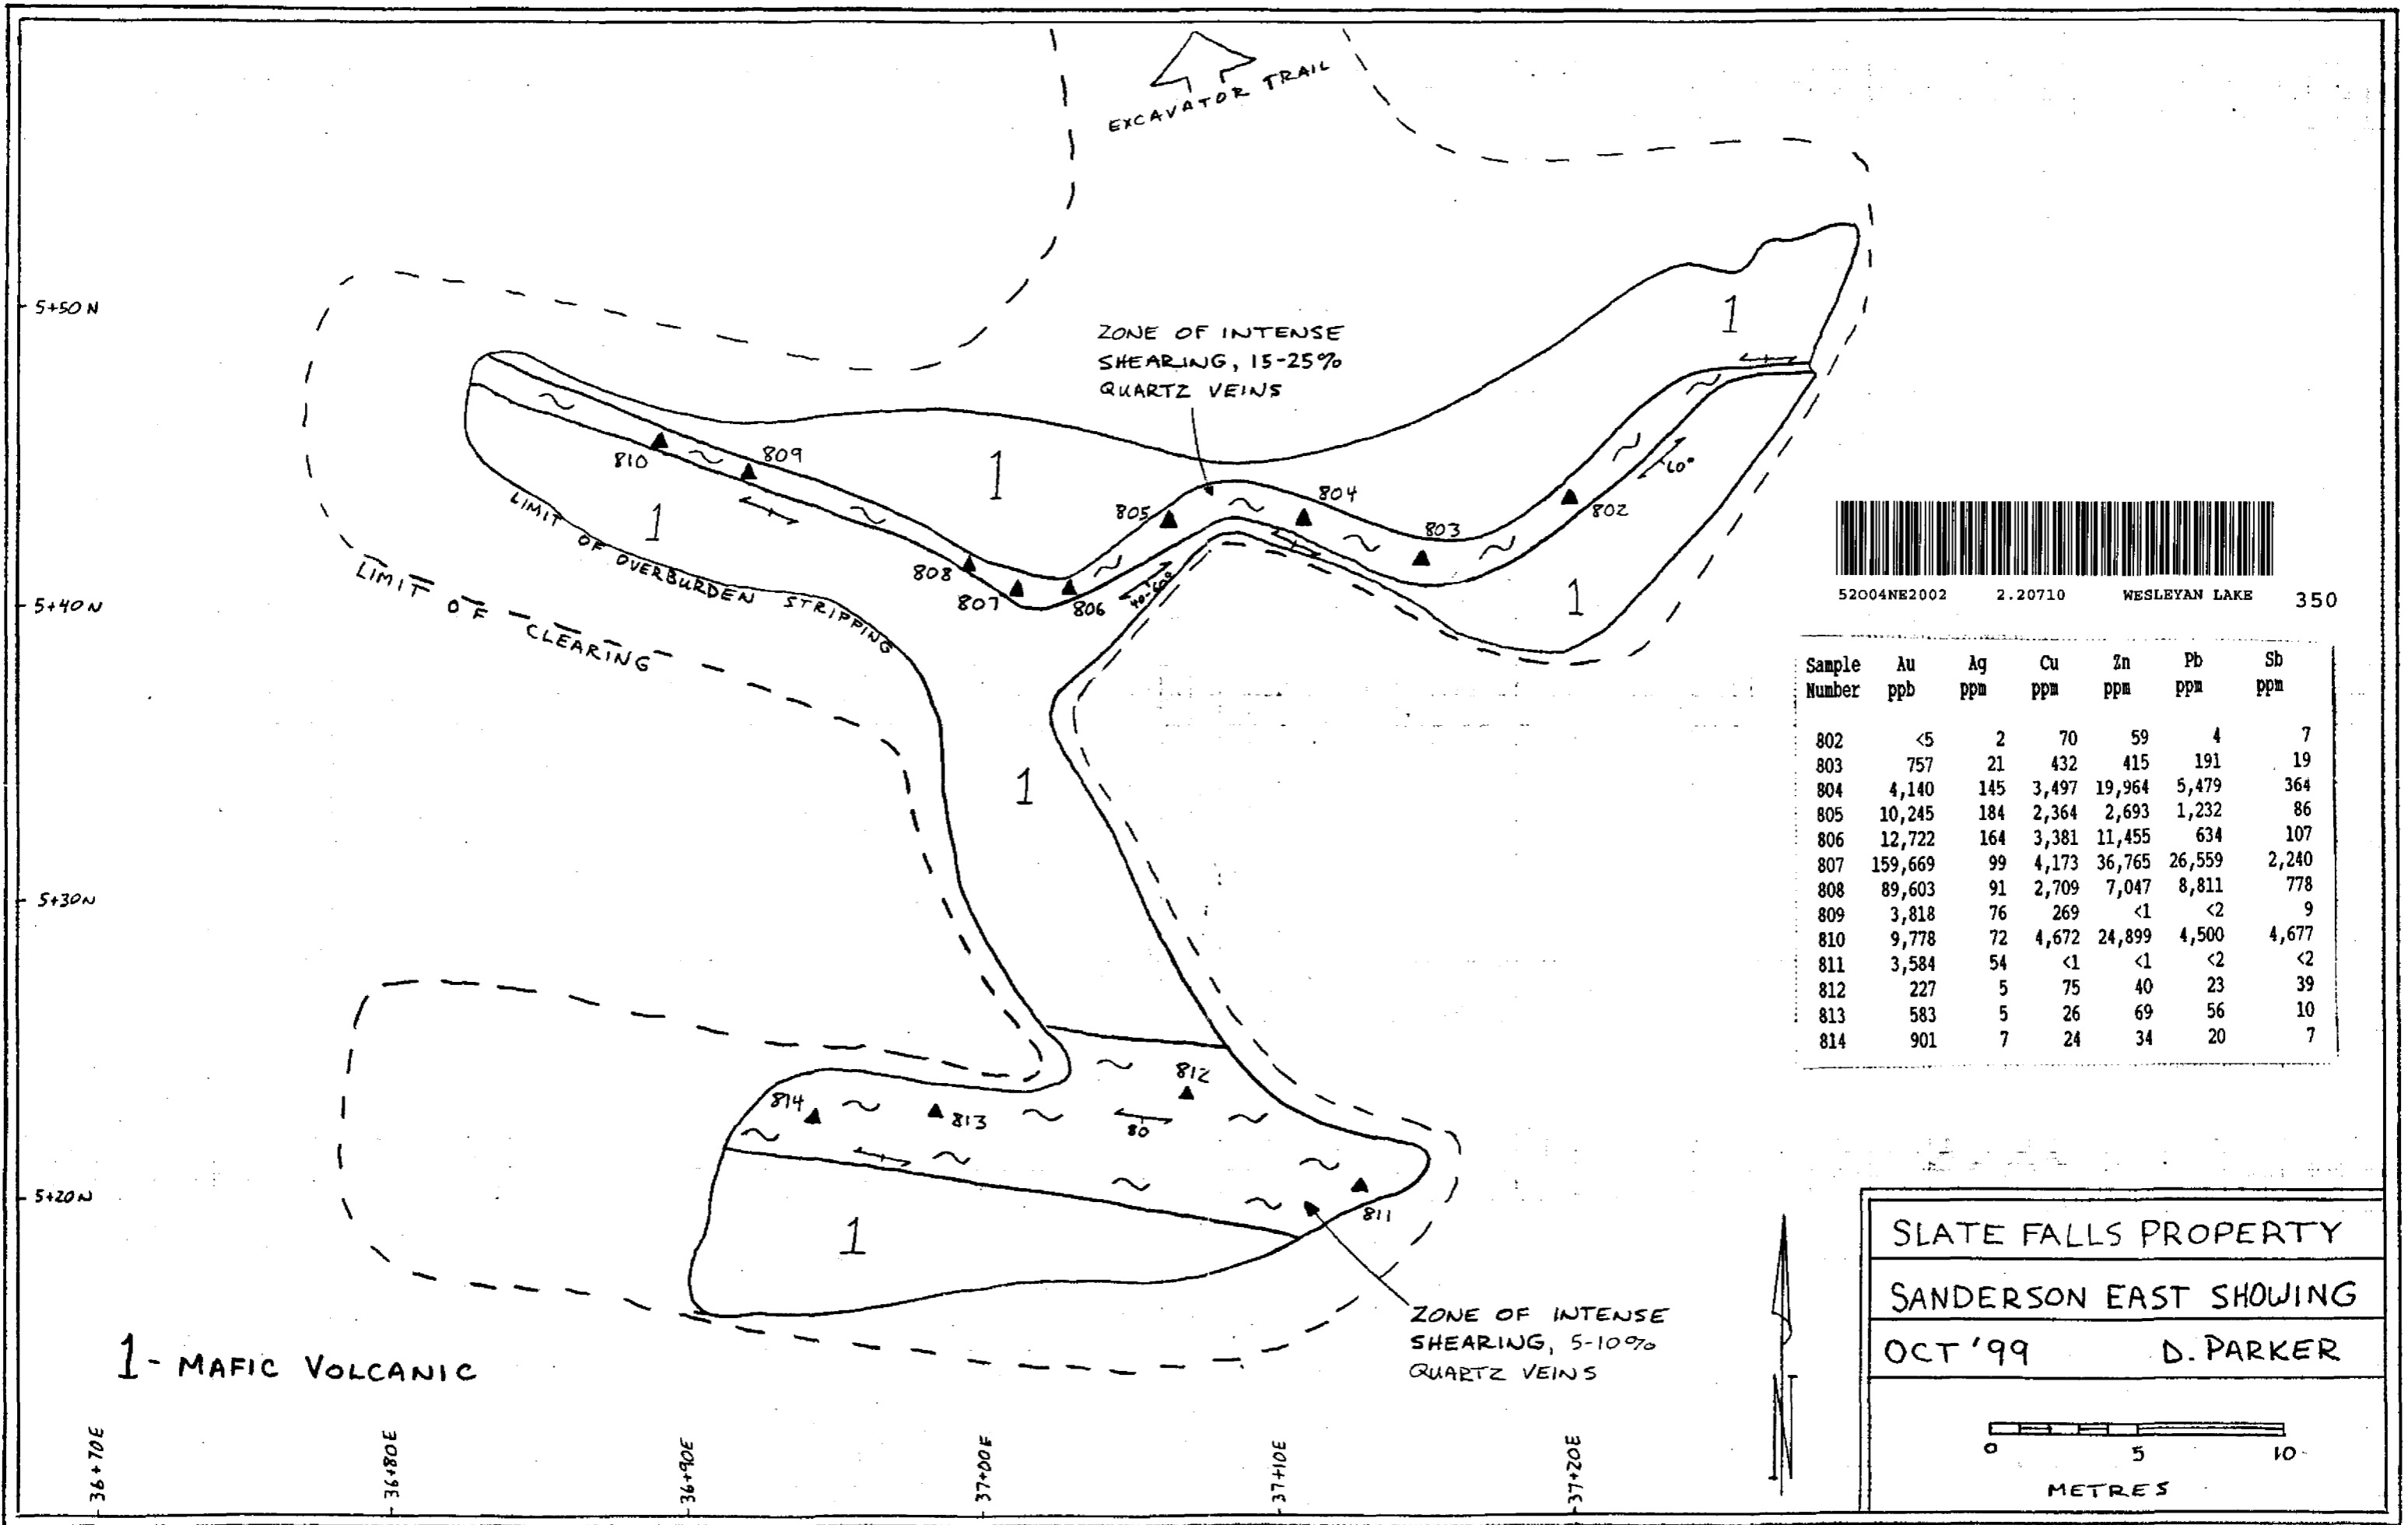 EXCAVATOR TRAIL
5+50 N
ZONE OF INTENSE
SHEARING, 15-25%
QUARTZ VEINS
1
810
809
1
1
805
804
60°
802
803
LIMIT OF OVERBURDEN STRIPPING
LIMIT OF CLEARING
808
807
806
40-60°
1
5+40 N
52004NE2002 2.20710 WESLEYAN LAKE 350
Sample Au Ag Cu Zn Pb Sb
Number ppb ppm ppm ppm ppm ppm
802 <5 2 70 59 4 7
803 757 21 432 415 191 19
804 4,140 145 3,497 19,964 5,479 364
805 10,245 184 2,364 2,693 1,232 86
806 12,722 164 3,381 11,455 634 107
807 159,669 99 4,173 36,765 26,559 2,240
808 89,603 91 2,709 7,047 8,811 778
809 3,818 76 269 <1 <2 9
810 9,778 72 4,672 24,899 4,500 4,677
811 3,584 54 <1 <1 <2 <2
812 227 5 75 40 23 39
813 583 5 26 69 56 10
814 901 7 24 34 20 7
1
5+30N
812
814
813
80
5+20N
811
1
ZONE OF INTENSE
SHEARING, 5-10%
QUARTZ VEINS
1 - MAFIC VOLCANIC
N
SLATE FALLS PROPERTY
SANDERSON EAST SHOWING
OCT '99 D. PARKER
0 5 10
METRES
36+70E
36+80E
36+90E
37+00E
37+10E
37+20E